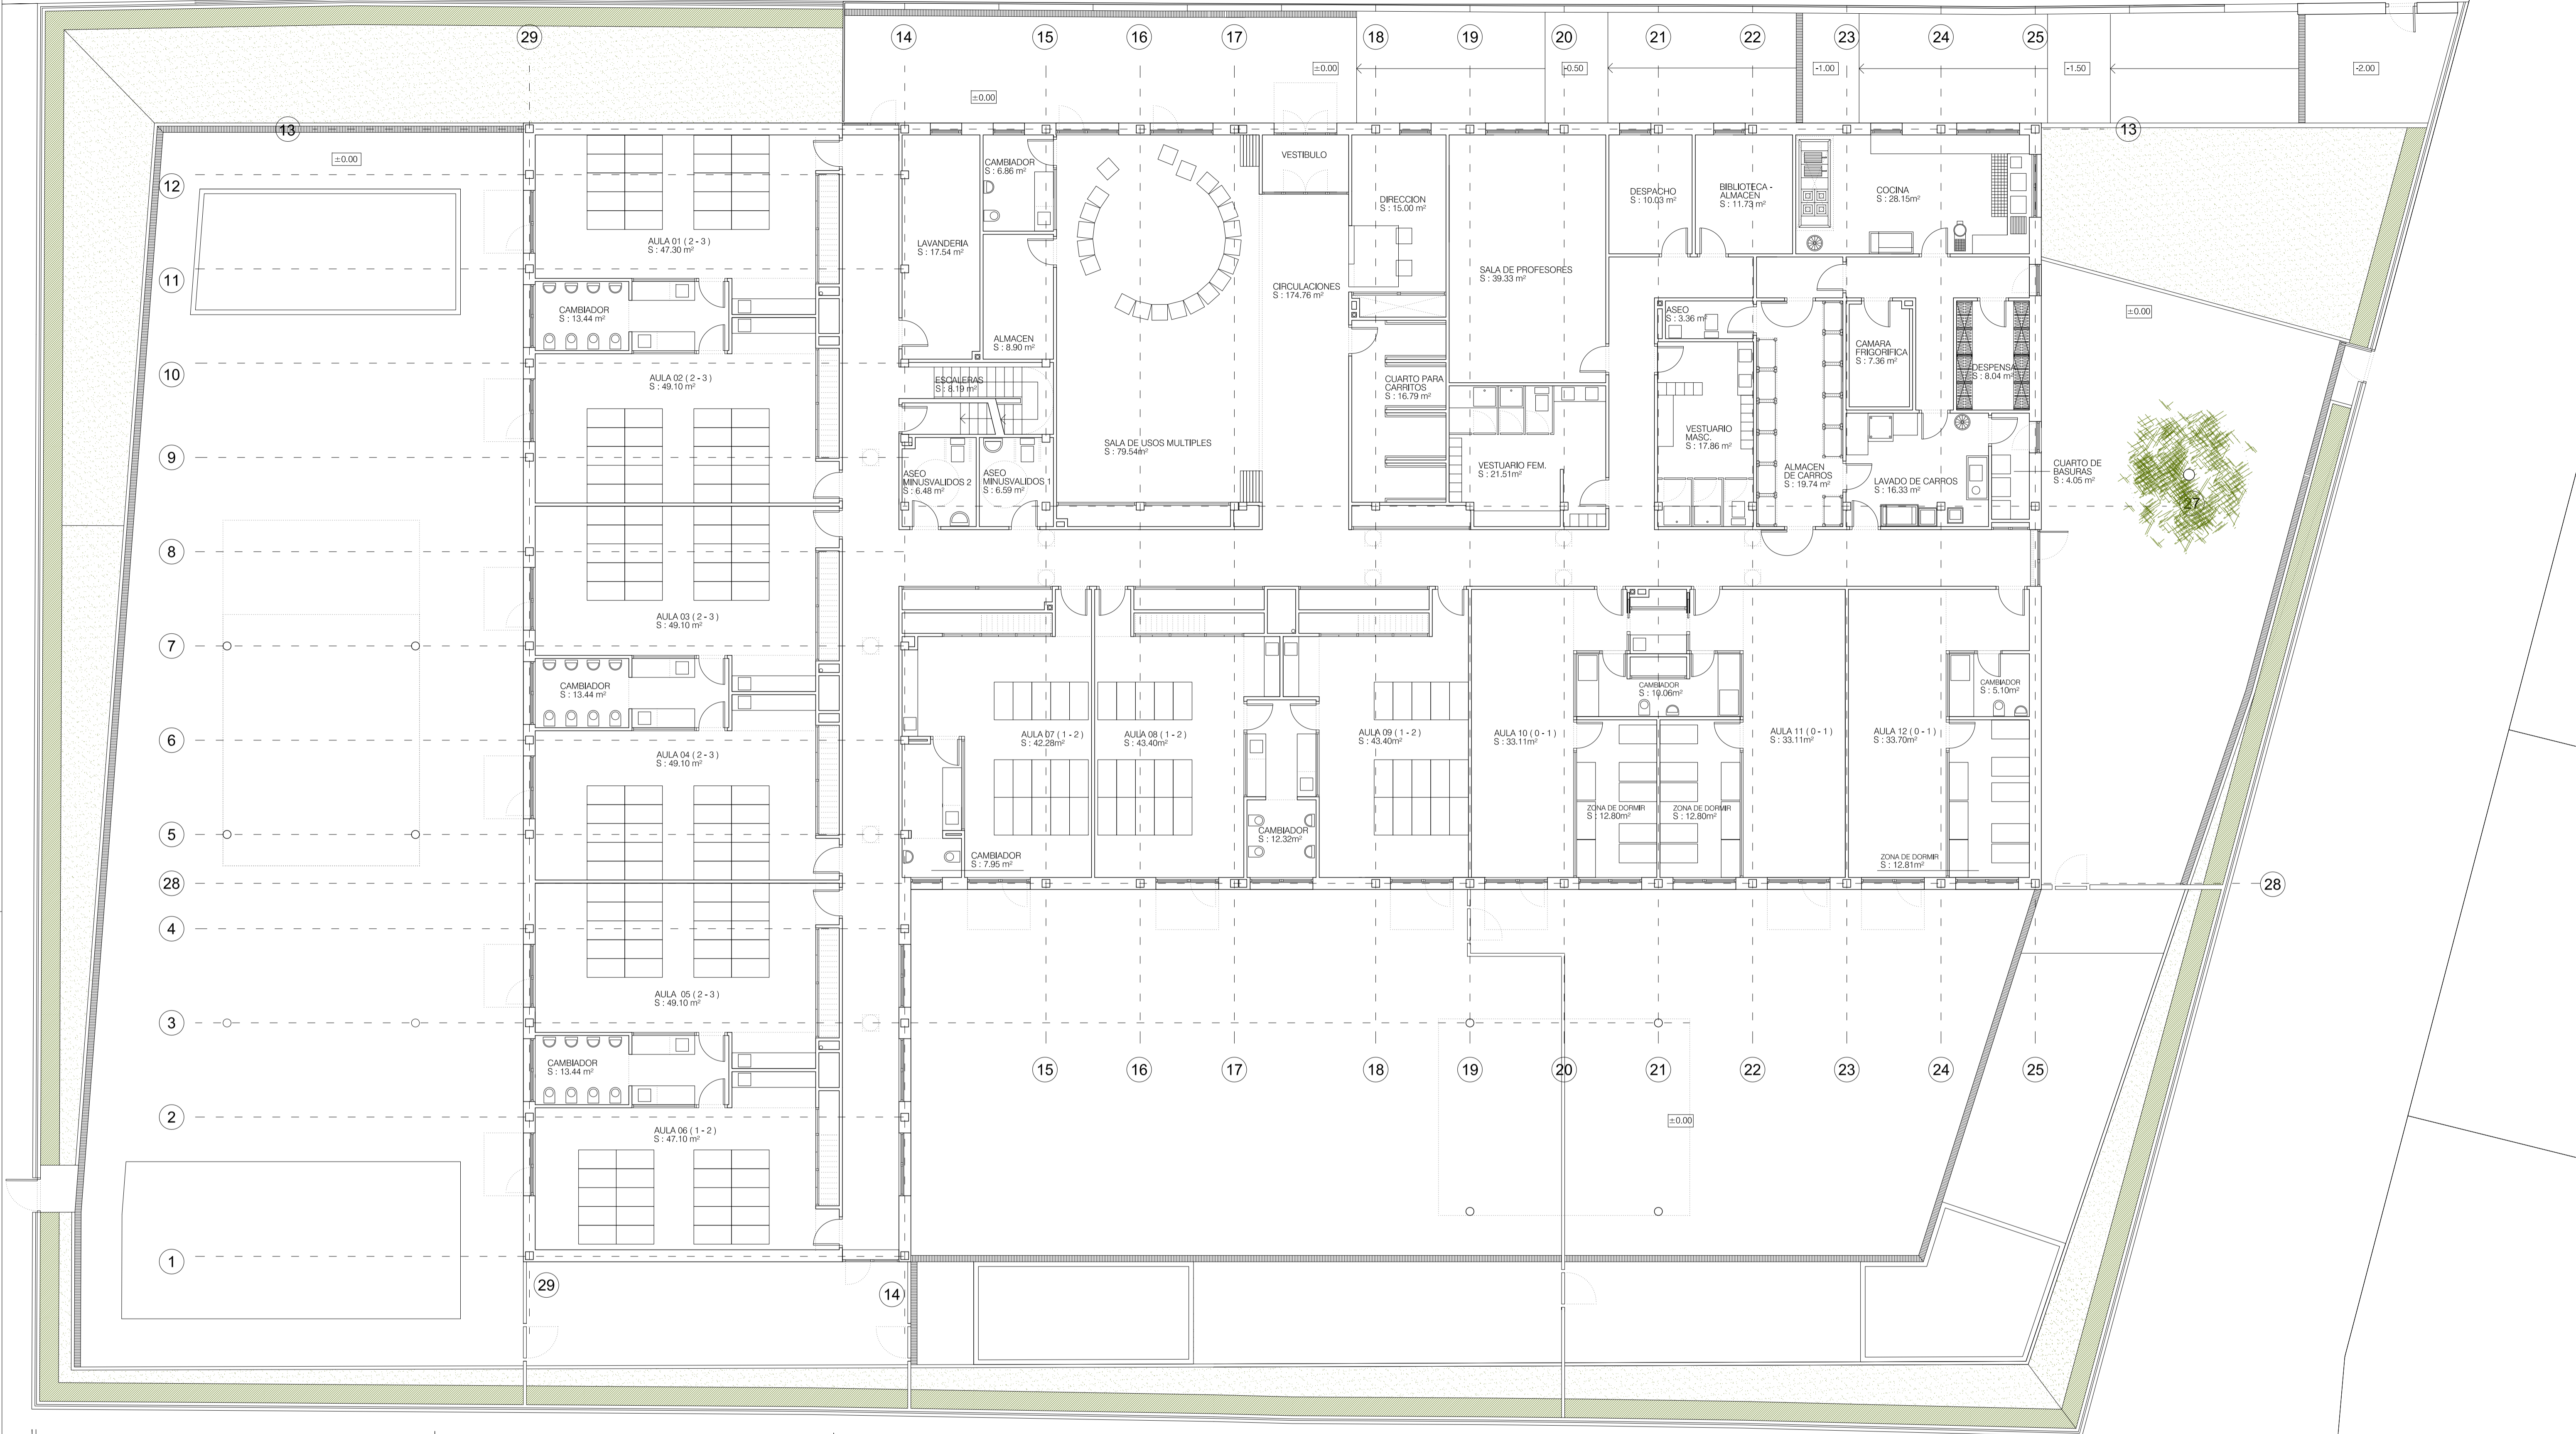 29
14
15
16
17
18
19
20
21
22
23
24
25
±0.00
-0.50
-1.00
-1.50
-2.00
±0.00
13
13
±0.00
12
11
10
9
8
7
6
5
28
4
3
2
1
AULA 01 ( 2 - 3 )
S : 47.30 m²
CAMBIADOR
S : 13.44 m²
AULA 02 ( 2 - 3 )
S : 49.10 m²
AULA 03 ( 2 - 3 )
S : 49.10 m²
CAMBIADOR
S : 13.44 m²
AULA 04 ( 2 - 3 )
S : 49.10 m²
AULA 05 ( 2 - 3 )
S : 49.10 m²
CAMBIADOR
S : 13.44 m²
AULA 06 ( 1 - 2 )
S : 47.10 m²
CAMBIADOR
S : 6.86 m²
LAVANDERIA
S : 17.54 m²
ALMACEN
S : 8.90 m²
ESCALERAS
S : 8.19 m²
ASEO
MINUSVALIDOS 2
S : 6.48 m²
ASEO
MINUSVALIDOS 1
S : 6.59 m²
SALA DE USOS MULTIPLES
S : 79.54m²
VESTIBULO
CIRCULACIONES
S : 174.76 m²
DIRECCION
S : 15.00 m²
CUARTO PARA
CARRITOS
S : 16.79 m²
SALA DE PROFESORES
S : 39.33 m²
VESTUARIO FEM.
S : 21,51m²
DESPACHO
S : 10.03 m²
BIBLIOTECA -
ALMACEN
S : 11.73 m²
COCINA
S : 28.15m²
ASEO
S : 3.36 m²
VESTUARIO
MASC.
S : 17.86 m²
ALMACEN
DE CARROS
S : 19.74 m²
CAMARA
FRIGORIFICA
S : 7.36 m²
DESPENSA
S : 8.04 m²
LAVADO DE CARROS
S : 16.33 m²
CUARTO DE
BASURAS
S : 4.05 m²
±0.00
27
AULA 07 ( 1 - 2 )
S : 42.28m²
CAMBIADOR
S : 7.95 m²
AULA 08 ( 1 - 2 )
S : 43.40m²
CAMBIADOR
S : 12.32m²
AULA 09 ( 1 - 2 )
S : 43.40m²
AULA 10 ( 0 - 1 )
S : 33.11m²
CAMBIADOR
S : 10.06m²
ZONA DE DORMIR
S : 12.80m²
ZONA DE DORMIR
S : 12.80m²
AULA 11 ( 0 - 1 )
S : 33.11m²
AULA 12 ( 0 - 1 )
S : 33.70m²
CAMBIADOR
S : 5.10m²
ZONA DE DORMIR
S : 12.81m²
28
15
16
17
18
19
20
21
22
23
24
25
±0.00
29
14